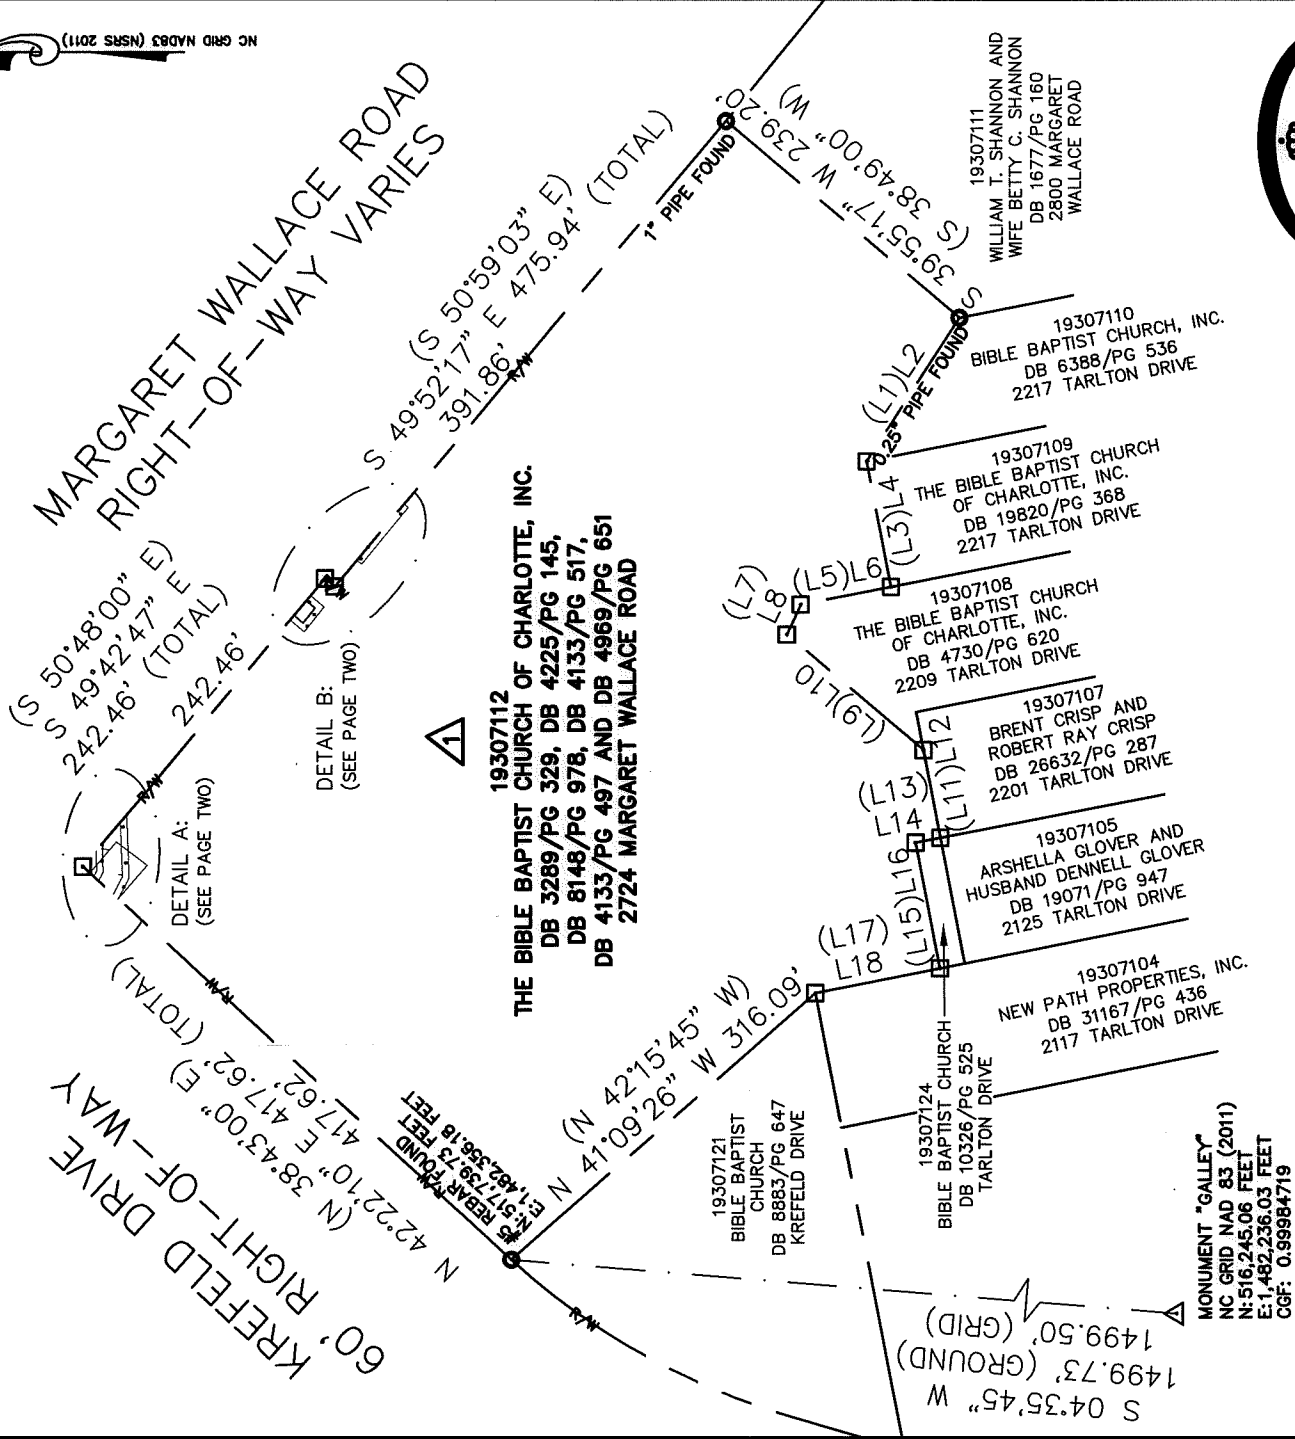 NC GRID NAD83 (NSRS 2011)
MARGARET WALLACE ROAD
RIGHT-OF-WAY VARIES
(S 50°48'00" E)
S 49°42'47" E
242.46' (TOTAL)
242.46'
R/W
DETAIL A:
(SEE PAGE TWO)
DETAIL B:
(SEE PAGE TWO)
(S 50°59'03" E)
S 49°52'17" E 475.94' (TOTAL)
391.86'
R/W
1" PIPE FOUND
S 39°55'17" W 239.20'
(S 38°49'00" W)
19307111
WILLIAM T. SHANNON AND
WIFE BETTY C. SHANNON
DB 1677/PG 160
2800 MARGARET
WALLACE ROAD
1
19307112
THE BIBLE BAPTIST CHURCH OF CHARLOTTE, INC.
DB 3289/PG 329, DB 4225/PG 145,
DB 8148/PG 978, DB 4133/PG 517,
DB 4133/PG 497 AND DB 4969/PG 651
2724 MARGARET WALLACE ROAD
(L1)L2
0.25" PIPE FOUND
19307110
BIBLE BAPTIST CHURCH, INC.
DB 6388/PG 536
2217 TARLTON DRIVE
(L3)L4
19307109
THE BIBLE BAPTIST CHURCH
OF CHARLOTTE, INC.
DB 19820/PG 368
2217 TARLTON DRIVE
(L5)L6
(L7)
L8
19307108
THE BIBLE BAPTIST CHURCH
OF CHARLOTTE, INC.
DB 4730/PG 620
2209 TARLTON DRIVE
(L9)L10
(L11)L12
19307107
BRENT CRISP AND
ROBERT RAY CRISP
DB 26632/PG 287
2201 TARLTON DRIVE
(L13)
L14
(L15)L16
19307105
ARSHELLA GLOVER AND
HUSBAND DENNELL GLOVER
DB 19071/PG 947
2125 TARLTON DRIVE
(L17)
L18
19307104
NEW PATH PROPERTIES, INC.
DB 31167/PG 436
2117 TARLTON DRIVE
19307124
BIBLE BAPTIST CHURCH
DB 10326/PG 525
TARLTON DRIVE
(N 42°15'45" W)
N 41°09'26" W 316.09'
19307121
BIBLE BAPTIST
CHURCH
DB 8883/PG 647
KREFELD DRIVE
KREFELD DRIVE
60' RIGHT-OF-WAY
(N 38°43'00" E)
N 42°22'10" E 417.62' (TOTAL)
417.62'
R/W
R/W
R/W
#5 REBAR FOUND
N:517,739.73 FEET
E:1,482,356.18 FEET
S 04°35'45" W
1499.73' (GROUND)
1499.50' (GRID)
MONUMENT "GALLEY"
NC GRID NAD 83 (2011)
N:516,245.06 FEET
E:1,482,236.03 FEET
CGF: 0.99984719